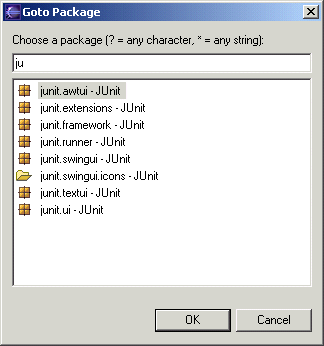 Goto Package
Choose a package (? = any character, * = any string):
ju
junit.awtui - JUnit
junit.extensions - JUnit
junit.framework - JUnit
junit.runner - JUnit
junit.swingui - JUnit
junit.swingui.icons - JUnit
junit.textui - JUnit
junit.ui - JUnit
OK Cancel